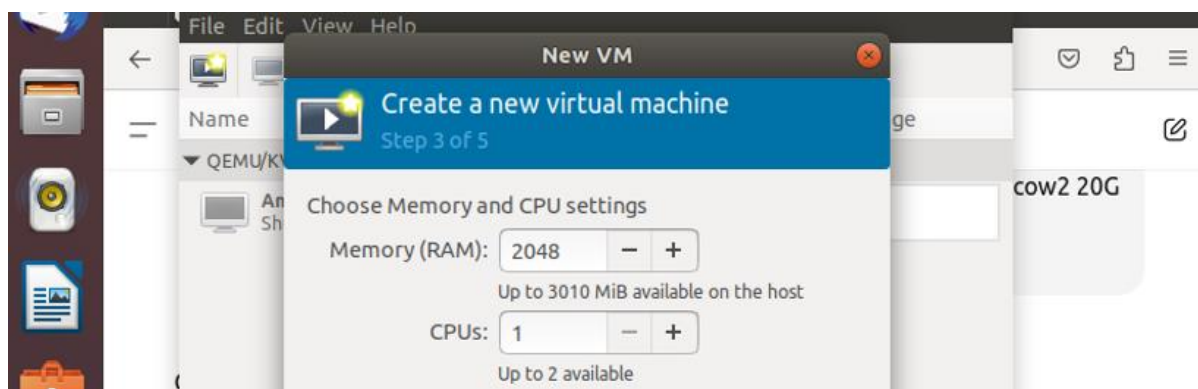 File Edit View Help
New VM
Create a new virtual machine
Step 3 of 5
Name
QEMU/KV
An
Sh
ge
cow2 20G
Choose Memory and CPU settings
Memory (RAM): 2048 − +
Up to 3010 MiB available on the host
CPUs: 1 − +
Up to 2 available